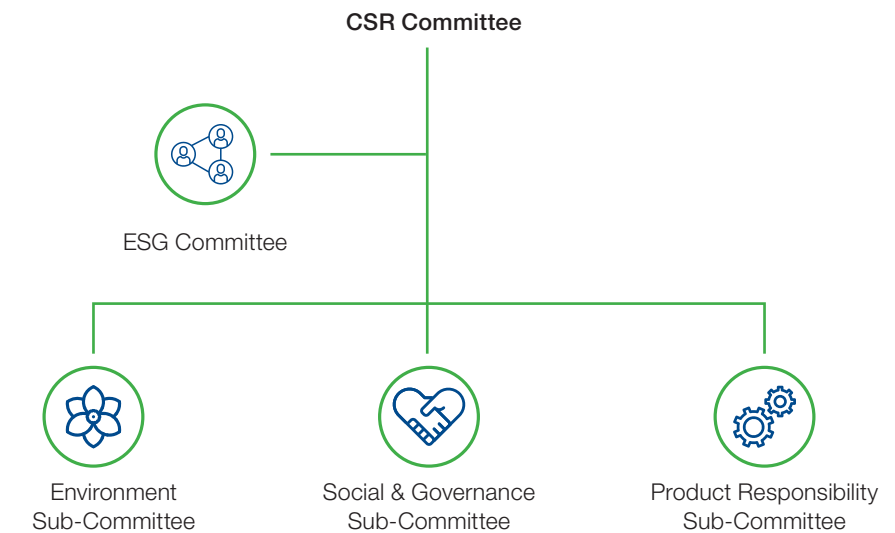 CSR Committee
ESG Committee
Environment
Sub-Committee
Social & Governance
Sub-Committee
Product Responsibility
Sub-Committee